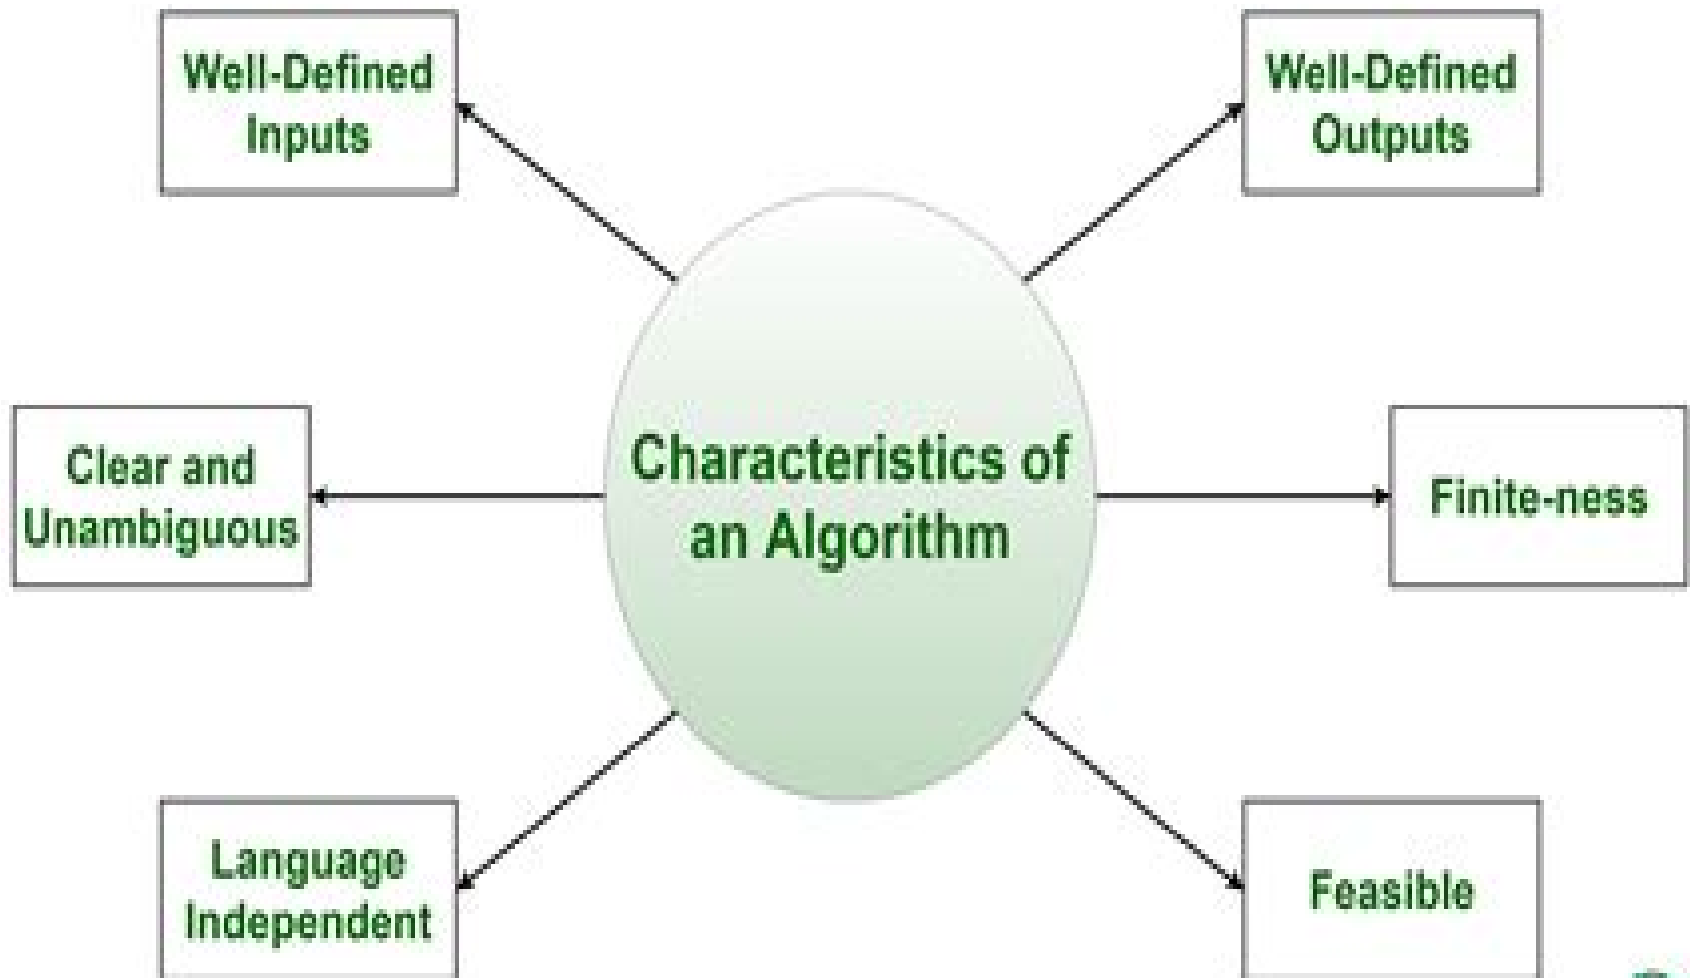 Well-Defined
Inputs
Well-Defined
Outputs
Clear and
Unambiguous
Characteristics of
an Algorithm
Finite-ness
Language
Independent
Feasible